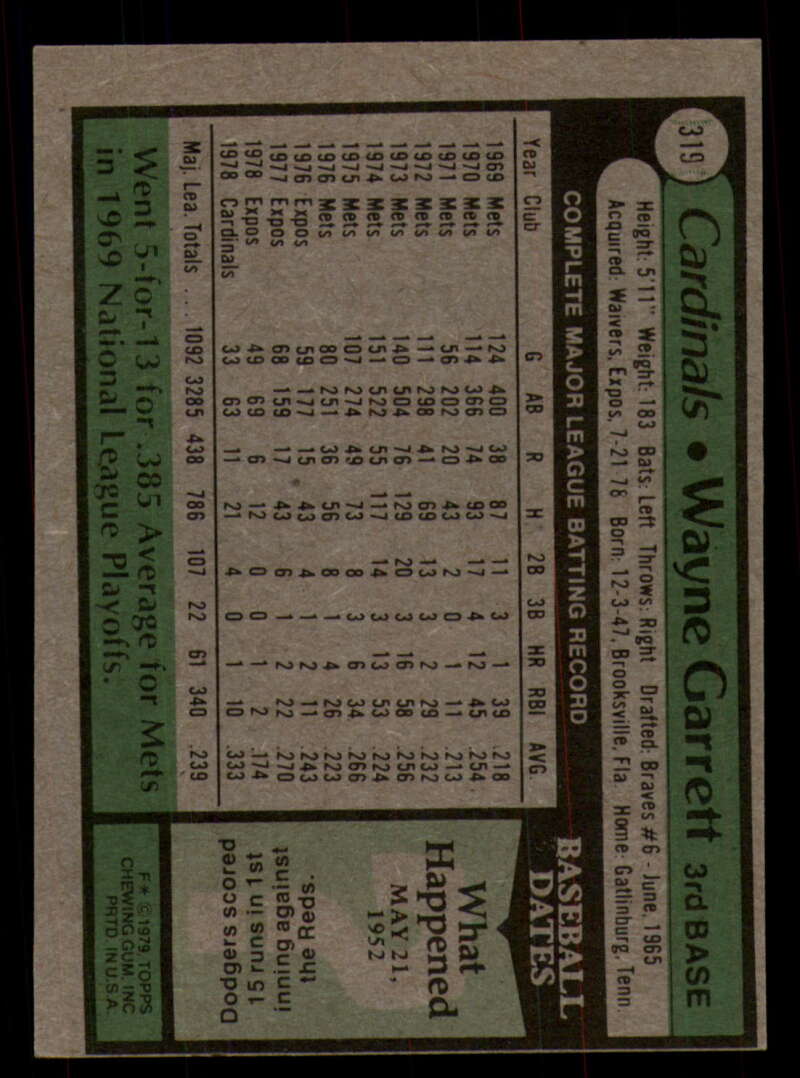 319
Cardinals • Wayne Garrett 3rd BASE
Height: 5'11" Weight: 183 Bats: Left Throws: Right Drafted: Braves #6 - June, 1965
Acquired: Waivers, Expos, 7-21-78 Born: 12-3-47, Brooksville, Fla Home: Gatlinburg, Tenn
COMPLETE MAJOR LEAGUE BATTING RECORD
Year Club G AB R H 2B 3B HR RBI AVG
1969 Mets 124 400 38 87 11 3 1 39 .218
1970 Mets 114 366 74 93 17 4 12 45 .254
1971 Mets 56 202 20 43 2 0 1 11 .213
1972 Mets 111 298 41 69 13 3 2 29 .232
1973 Mets 140 504 76 129 20 3 16 58 .256
1974 Mets 151 522 55 117 14 3 13 53 .224
1975 Mets 107 274 49 73 8 3 6 34 .266
1976 Mets 80 251 36 56 8 1 4 26 .223
1976 Expos 59 177 15 43 4 1 2 11 .243
1977 Expos 68 159 17 43 6 1 2 22 .270
1978 Expos 49 69 6 12 0 0 1 2 .174
1978 Cardinals 33 63 11 21 4 0 1 10 .333
Maj. Lea. Totals .... 1092 3285 438 786 107 22 61 340 .239
Went 5-for-13 for .385 Average for Mets
in 1969 National League Playoffs.
BASEBALL
DATES
What
Happened
MAY 21,
1952
Dodgers scored
15 runs in 1st
inning against
the Reds.
F* © 1979 TOPPS
CHEWING GUM, INC
PRTD. IN U.S.A.